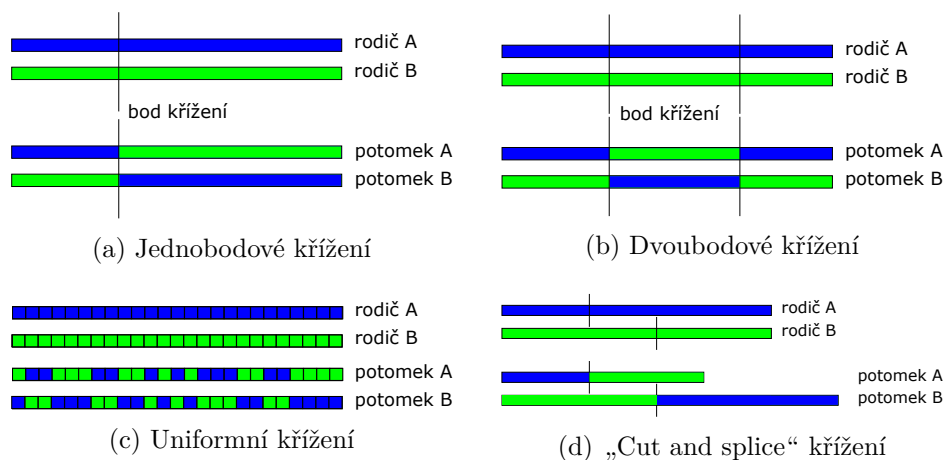 rodič A
rodič B
bod křížení
potomek A
potomek B
(a) Jednobodové křížení
rodič A
rodič B
bod křížení
potomek A
potomek B
(b) Dvoubodové křížení
rodič A
rodič B
potomek A
potomek B
(c) Uniformní křížení
rodič A
rodič B
potomek A
potomek B
(d) „Cut and splice“ křížení